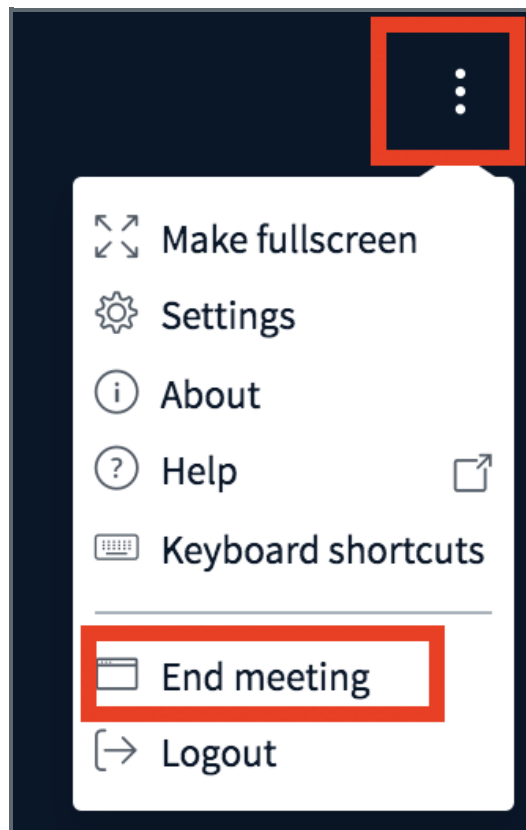 Make fullscreen
Settings
About
Help
Keyboard shortcuts
End meeting
Logout